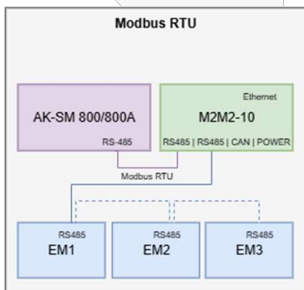 Modbus RTU
Ethernet
AK-SM 800/800A
M2M2-10
RS-485
RS485 | RS485 | CAN | POWER
Modbus RTU
RS485
RS485
RS485
EM1
EM2
EM3